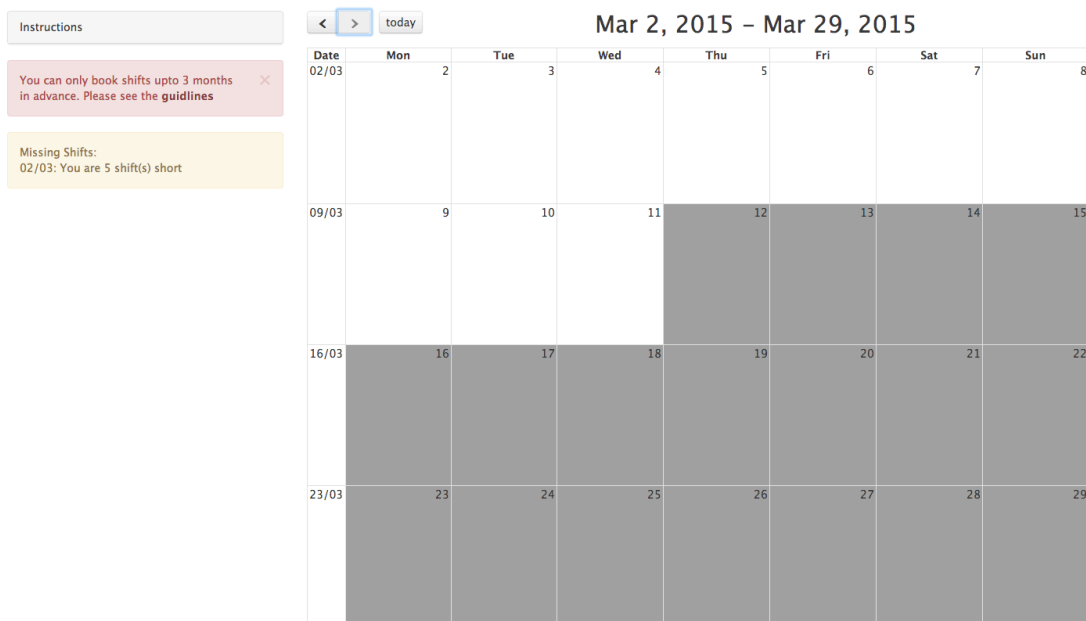 Instructions
You can only book shifts upto 3 months
in advance. Please see the guidlines
×
Missing Shifts:
02/03: You are 5 shift(s) short
< > today
Mar 2, 2015 – Mar 29, 2015
Date Mon Tue Wed Thu Fri Sat Sun
02/03 2 3 4 5 6 7 8
09/03 9 10 11 12 13 14 15
16/03 16 17 18 19 20 21 22
23/03 23 24 25 26 27 28 29